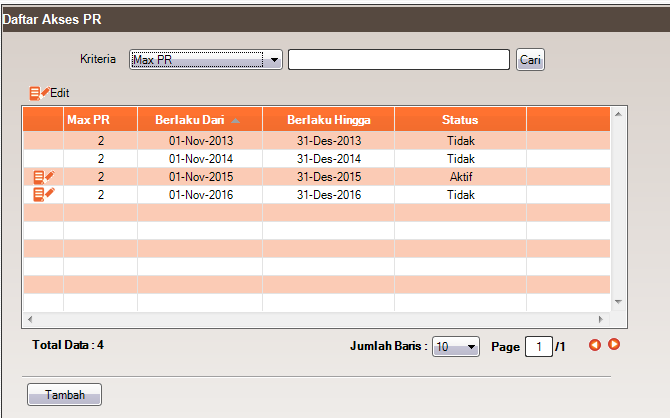 Daftar Akses PR
Kriteria Max PR Cari
Edit
Max PR Berlaku Dari Berlaku Hingga Status
2 01-Nov-2013 31-Des-2013 Tidak
2 01-Nov-2014 31-Des-2014 Tidak
2 01-Nov-2015 31-Des-2015 Aktif
2 01-Nov-2016 31-Des-2016 Tidak
Total Data : 4 Jumlah Baris : 10 Page 1 /1
Tambah